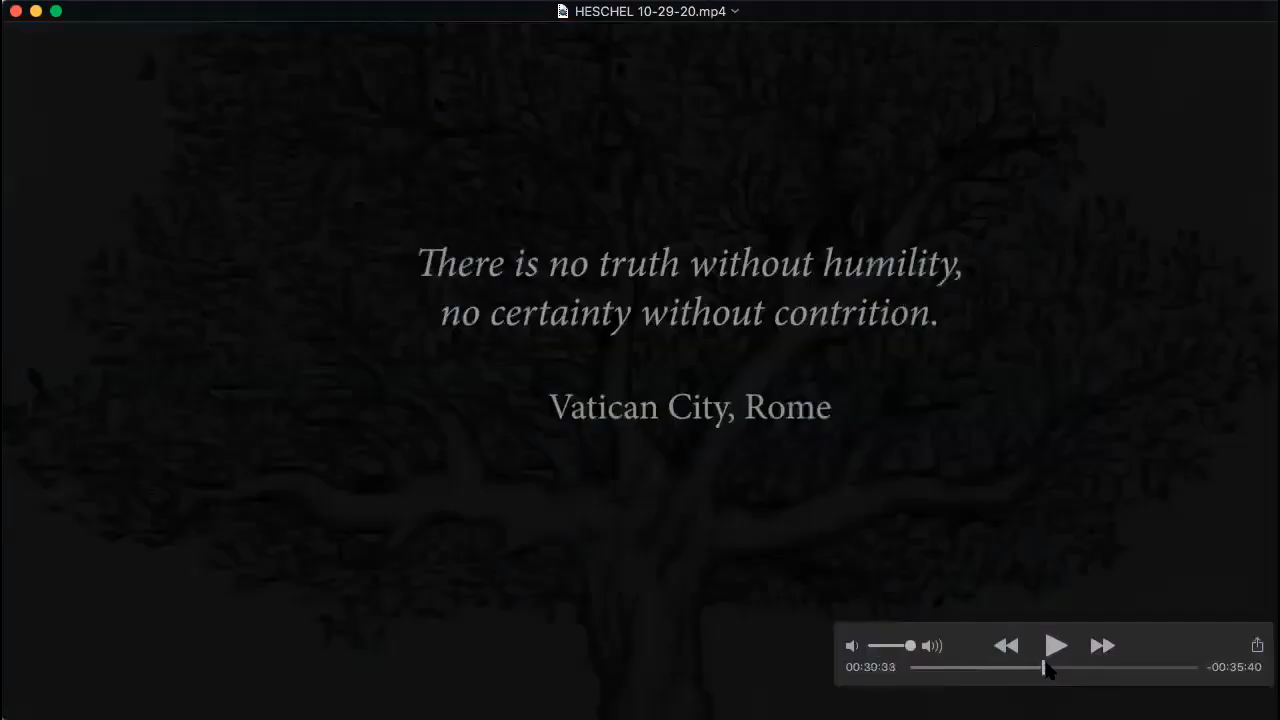 HESCHEL 10-29-20.mp4
There is no truth without humility,
no certainty without contrition.
Vatican City, Rome
00:30:33
-00:35:40